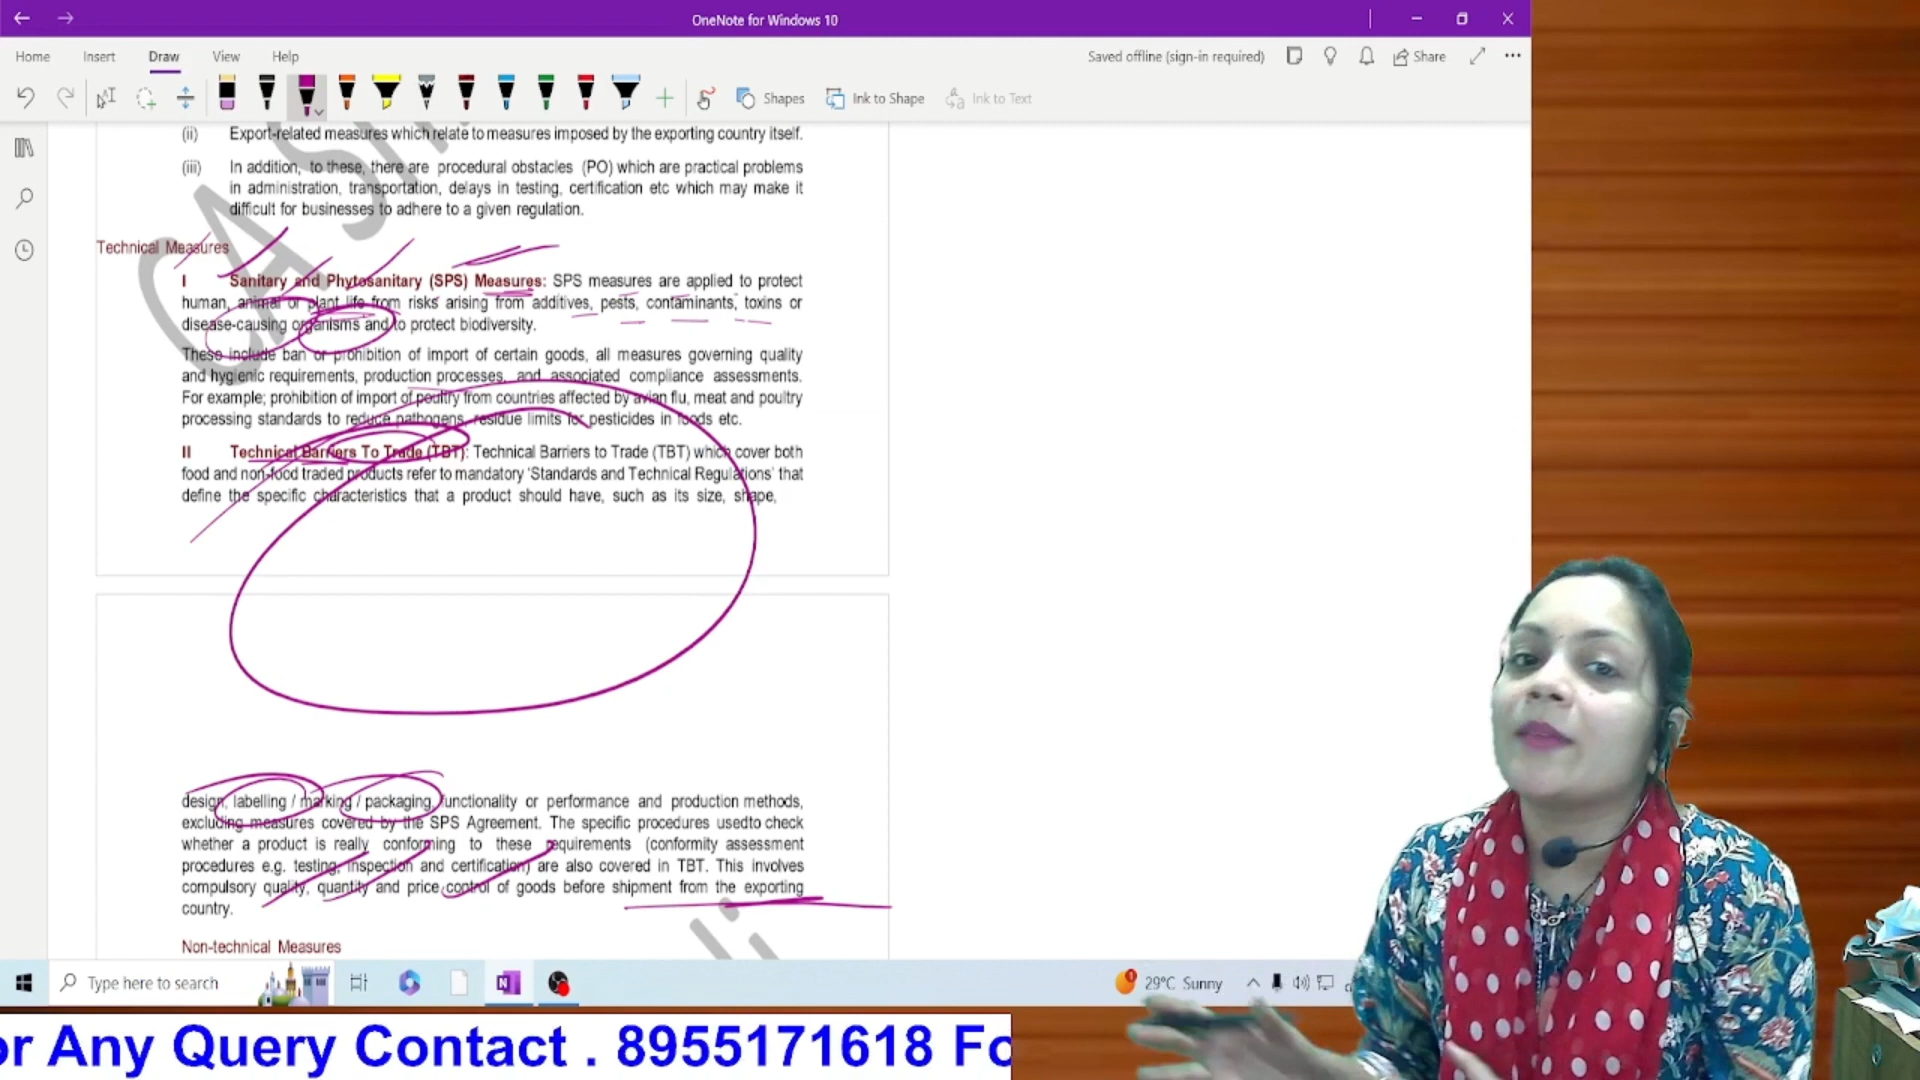 OneNote for Windows 10
Home Insert Draw View Help
Saved offline (sign-in required) Share
Shapes Ink to Shape Ink to Text
(ii) Export-related measures which relate to measures imposed by the exporting country itself.
(iii) In addition, to these, there are procedural obstacles (PO) which are practical problems
in administration, transportation, delays in testing, certification etc which may make it
difficult for businesses to adhere to a given regulation.
Technical Measures
I Sanitary and Phytosanitary (SPS) Measures: SPS measures are applied to protect
human, animal or plant life from risks arising from additives, pests, contaminants, toxins or
disease-causing organisms and to protect biodiversity.
These include ban or prohibition of import of certain goods, all measures governing quality
and hygienic requirements, production processes, and associated compliance assessments.
For example; prohibition of import of poultry from countries affected by avian flu, meat and poultry
processing standards to reduce pathogens, residue limits for pesticides in foods etc.
II Technical Barriers To Trade (TBT): Technical Barriers to Trade (TBT) which cover both
food and non-food traded products refer to mandatory 'Standards and Technical Regulations' that
define the specific characteristics that a product should have, such as its size, shape,
design, labelling / marking / packaging, functionality or performance and production methods,
excluding measures covered by the SPS Agreement. The specific procedures usedto check
whether a product is really conforming to these requirements (conformity assessment
procedures e.g. testing, inspection and certification) are also covered in TBT. This involves
compulsory quality, quantity and price control of goods before shipment from the exporting
country.
Non-technical Measures
Type here to search
29°C Sunny
or Any Query Contact . 8955171618 Fo